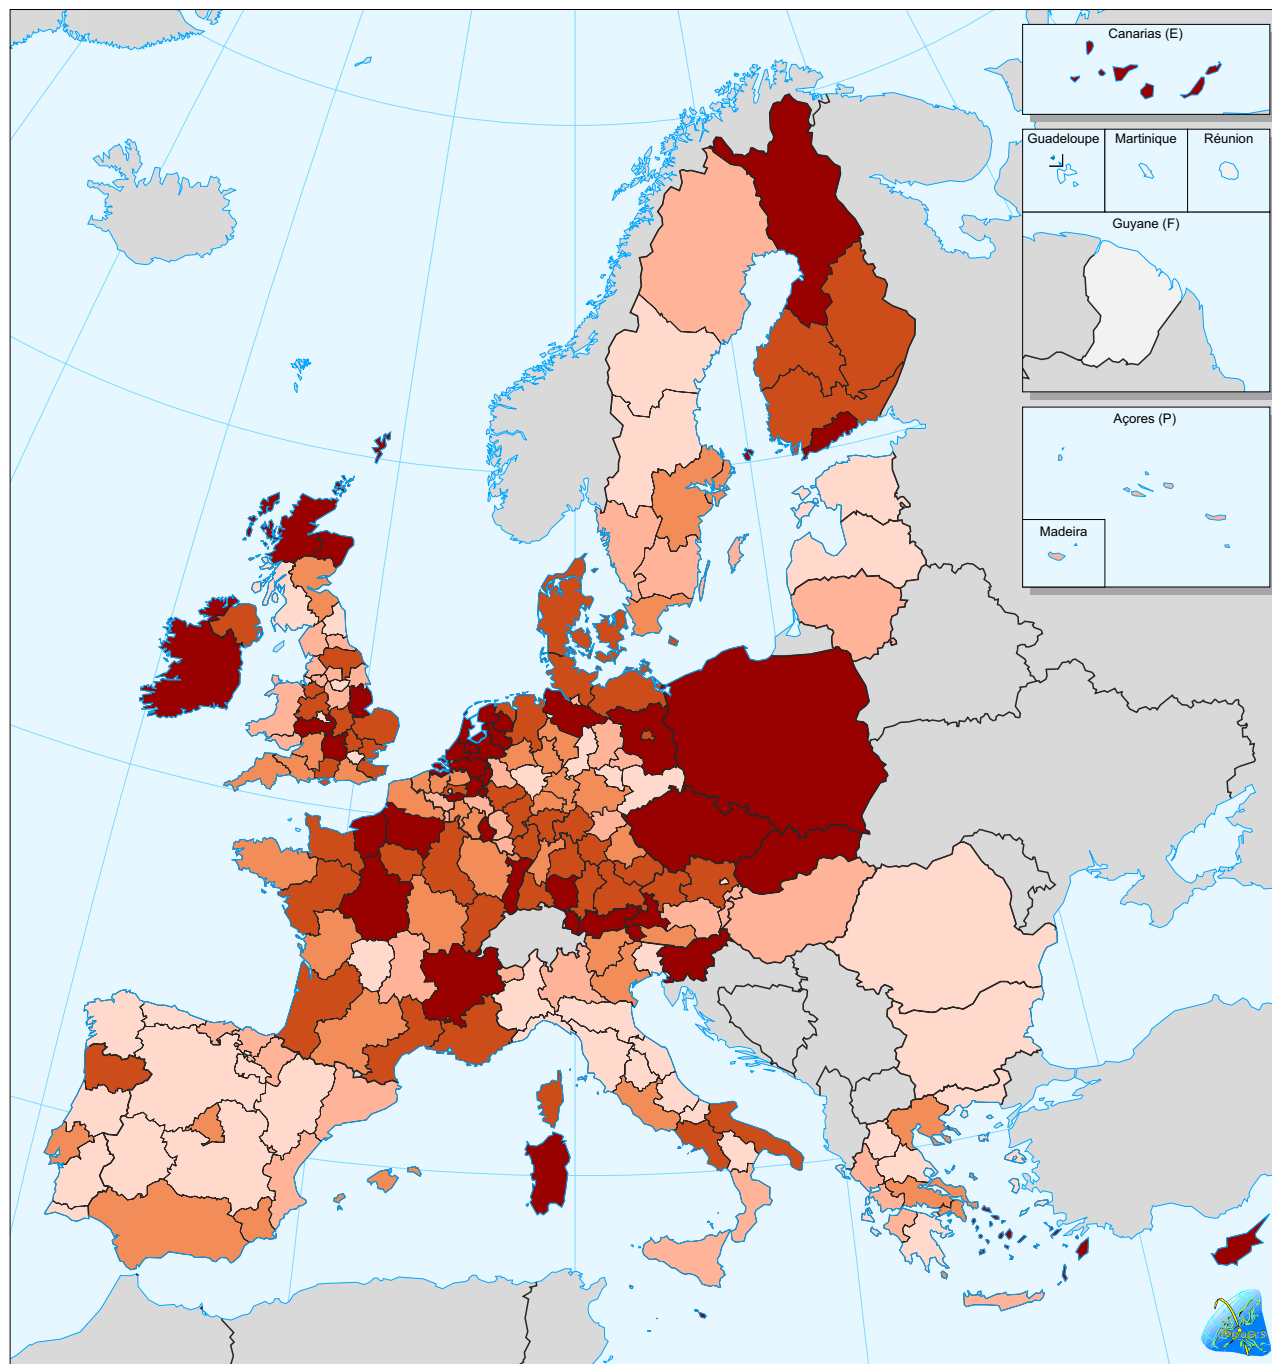 Canarias (E)
Guadeloupe
Martinique
Réunion
Guyane (F)
Açores (P)
Madeira